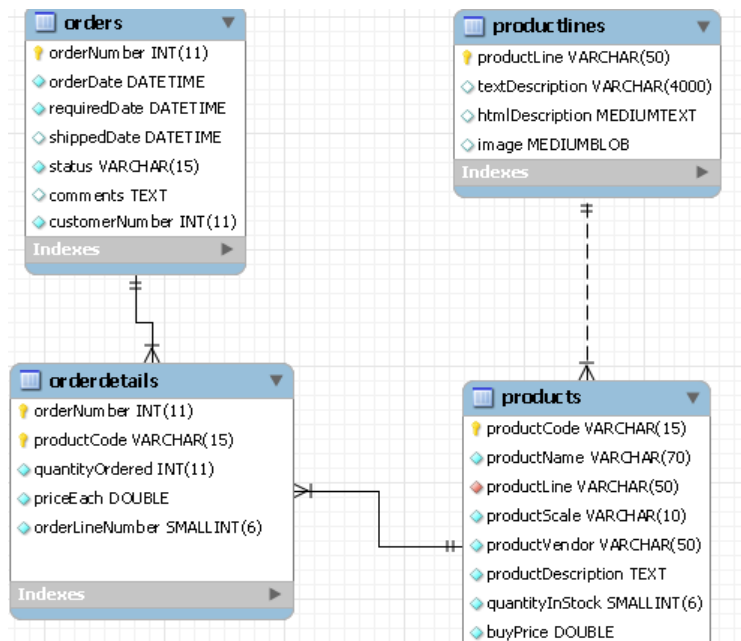 orders
orderNumber INT(11)
orderDate DATETIME
requiredDate DATETIME
shippedDate DATETIME
status VARCHAR(15)
comments TEXT
customerNumber INT(11)
Indexes
productlines
productLine VARCHAR(50)
textDescription VARCHAR(4000)
htmlDescription MEDIUMTEXT
image MEDIUMBLOB
Indexes
orderdetails
orderNumber INT(11)
productCode VARCHAR(15)
quantityOrdered INT(11)
priceEach DOUBLE
orderLineNumber SMALLINT(6)
Indexes
products
productCode VARCHAR(15)
productName VARCHAR(70)
productLine VARCHAR(50)
productScale VARCHAR(10)
productVendor VARCHAR(50)
productDescription TEXT
quantityInStock SMALLINT(6)
buyPrice DOUBLE